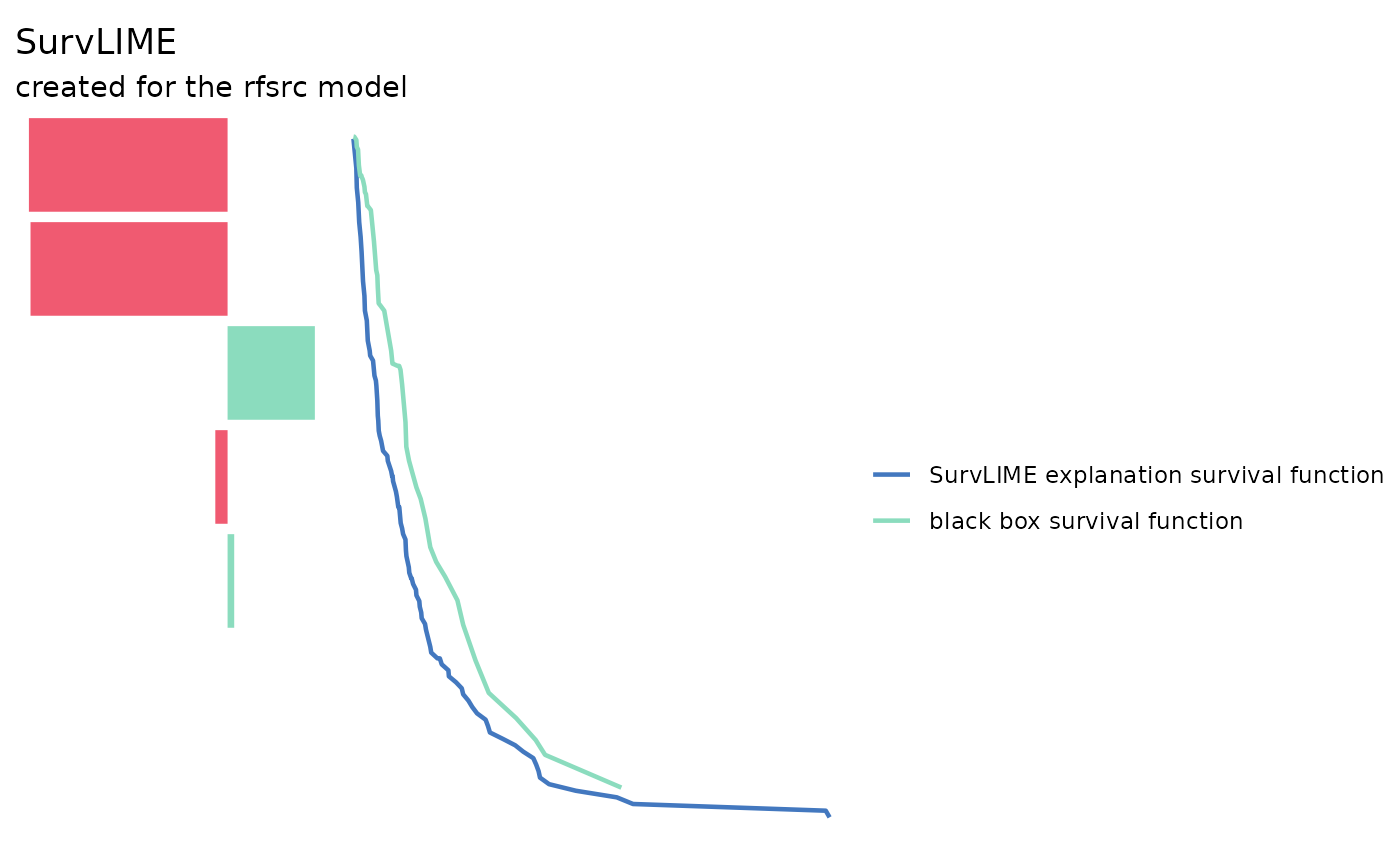 SurvLIME
created for the rfsrc model
SurvLIME explanation survival function
black box survival function